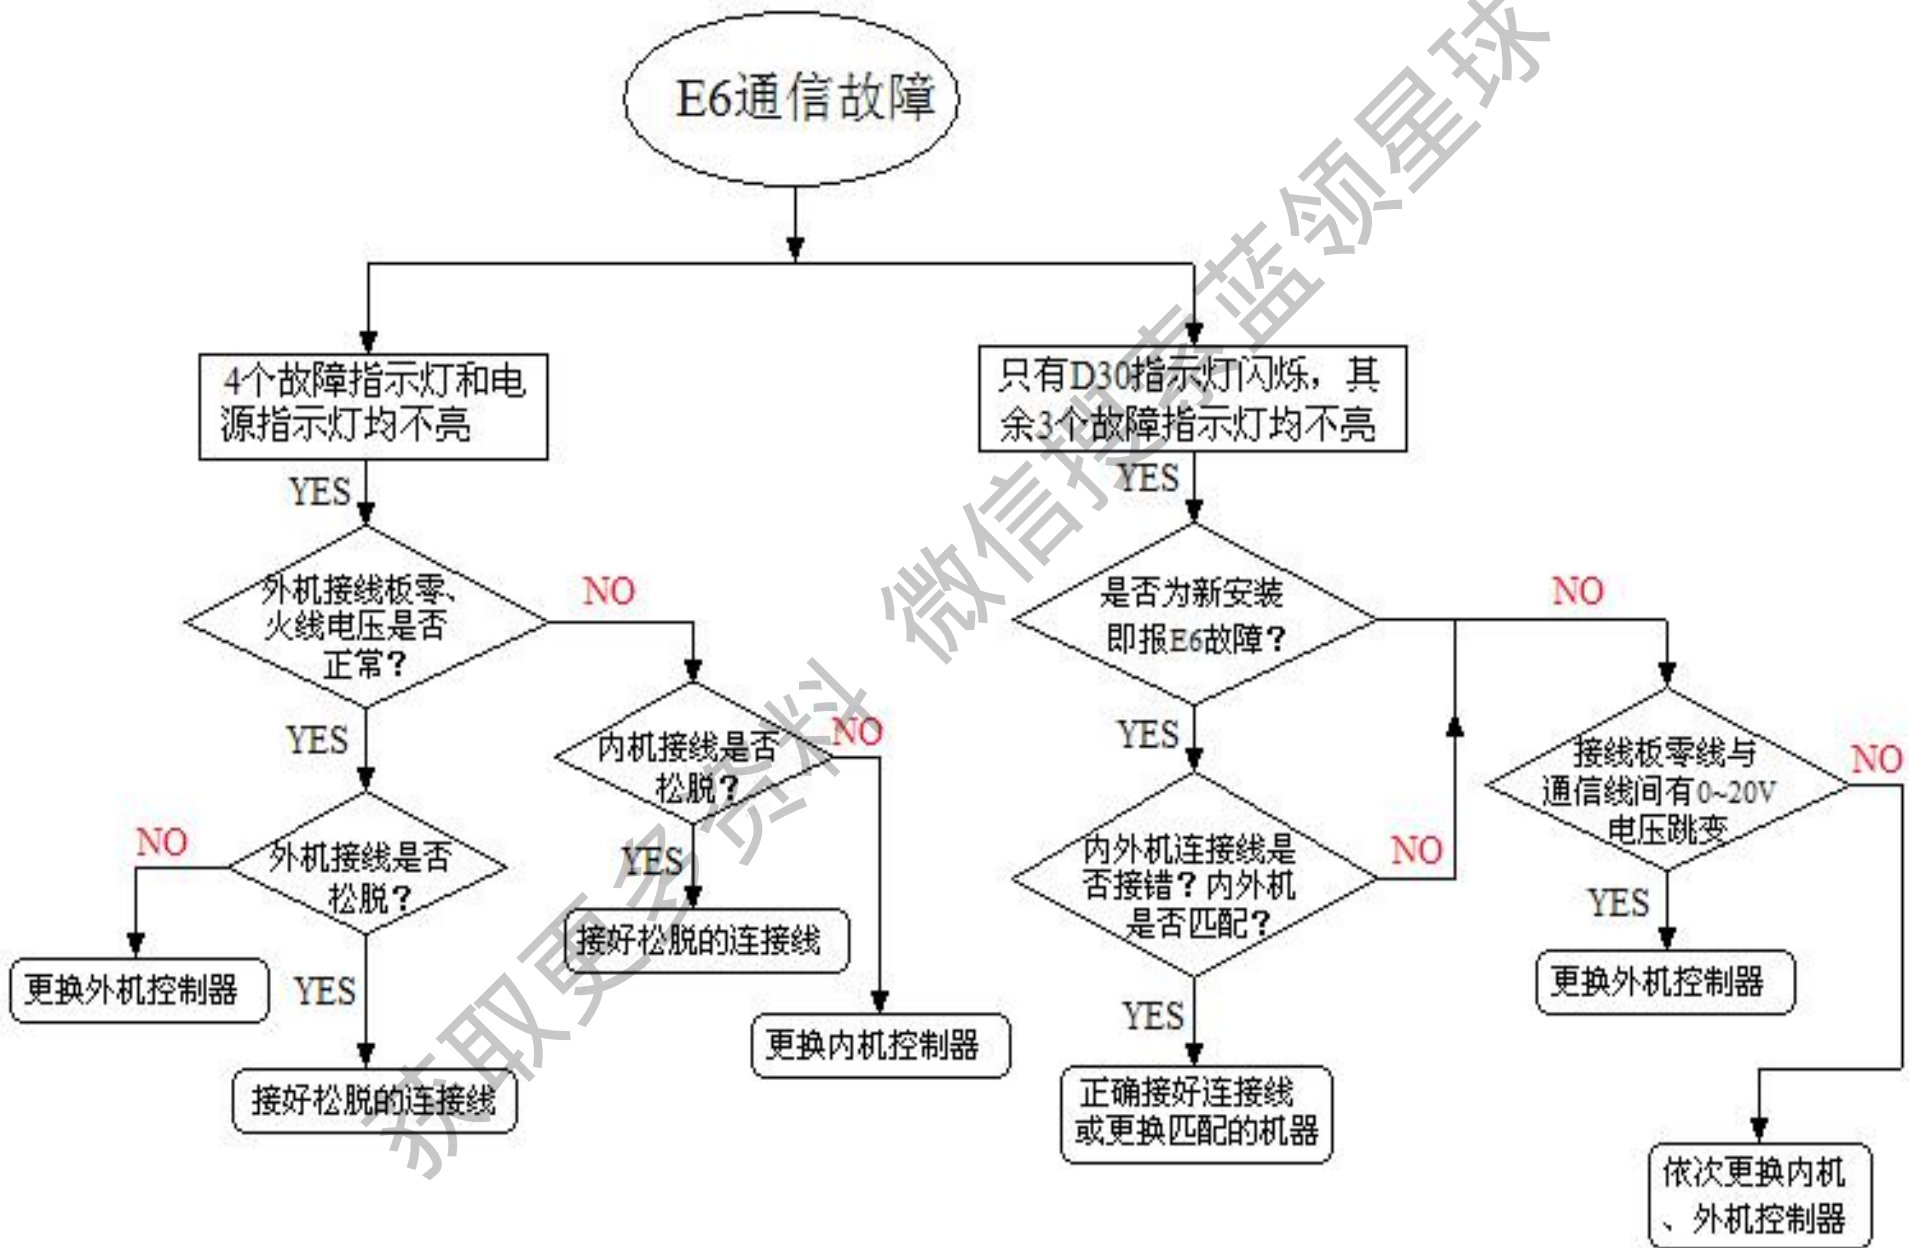 E6通信故障
4个故障指示灯和电
源指示灯均不亮
YES
外机接线板零、
火线电压是否
正常？
NO
YES
内机接线是否
松脱？
NO
YES
接好松脱的连接线
更换内机控制器
外机接线是否
松脱？
NO
更换外机控制器
YES
接好松脱的连接线
只有D30指示灯闪烁，其
余3个故障指示灯均不亮
YES
是否为新安装
即报E6故障？
NO
YES
内外机连接线是
否接错？内外机
是否匹配？
NO
YES
正确接好连接线
或更换匹配的机器
接线板零线与
通信线间有0~20V
电压跳变
NO
YES
更换外机控制器
依次更换内机
、外机控制器
获取更多资料 微信搜索蓝领星球